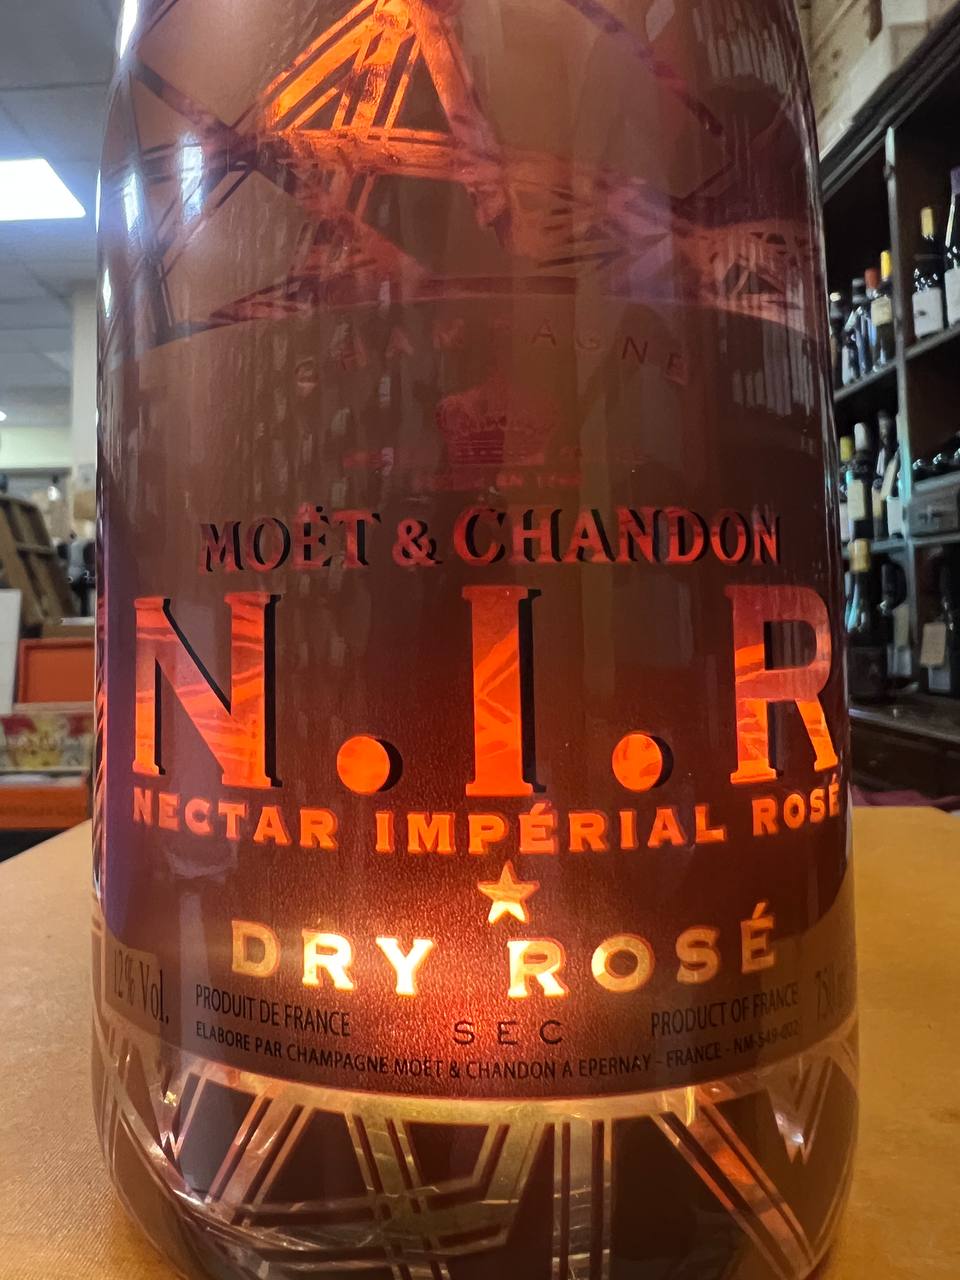 CHAMPAGNE
MOËT & CHANDON
N.I.R
NECTAR IMPÉRIAL ROSÉ
DRY ROSÉ
12% Vol.
PRODUIT DE FRANCE
SEC
PRODUCT OF FRANCE
ELABORE PAR CHAMPAGNE MOËT & CHANDON A EPERNAY – FRANCE - NM-549-002